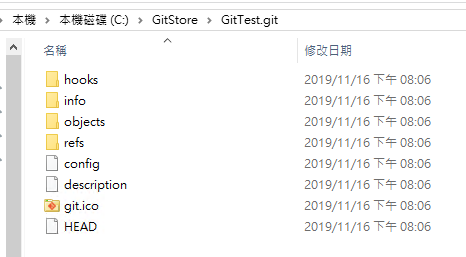 本機 > 本機磁碟 (C:) > GitStore > GitTest.git
名稱 修改日期
hooks 2019/11/16 下午 08:06
info 2019/11/16 下午 08:06
objects 2019/11/16 下午 08:06
refs 2019/11/16 下午 08:06
config 2019/11/16 下午 08:06
description 2019/11/16 下午 08:06
git.ico 2019/11/16 下午 08:06
HEAD 2019/11/16 下午 08:06